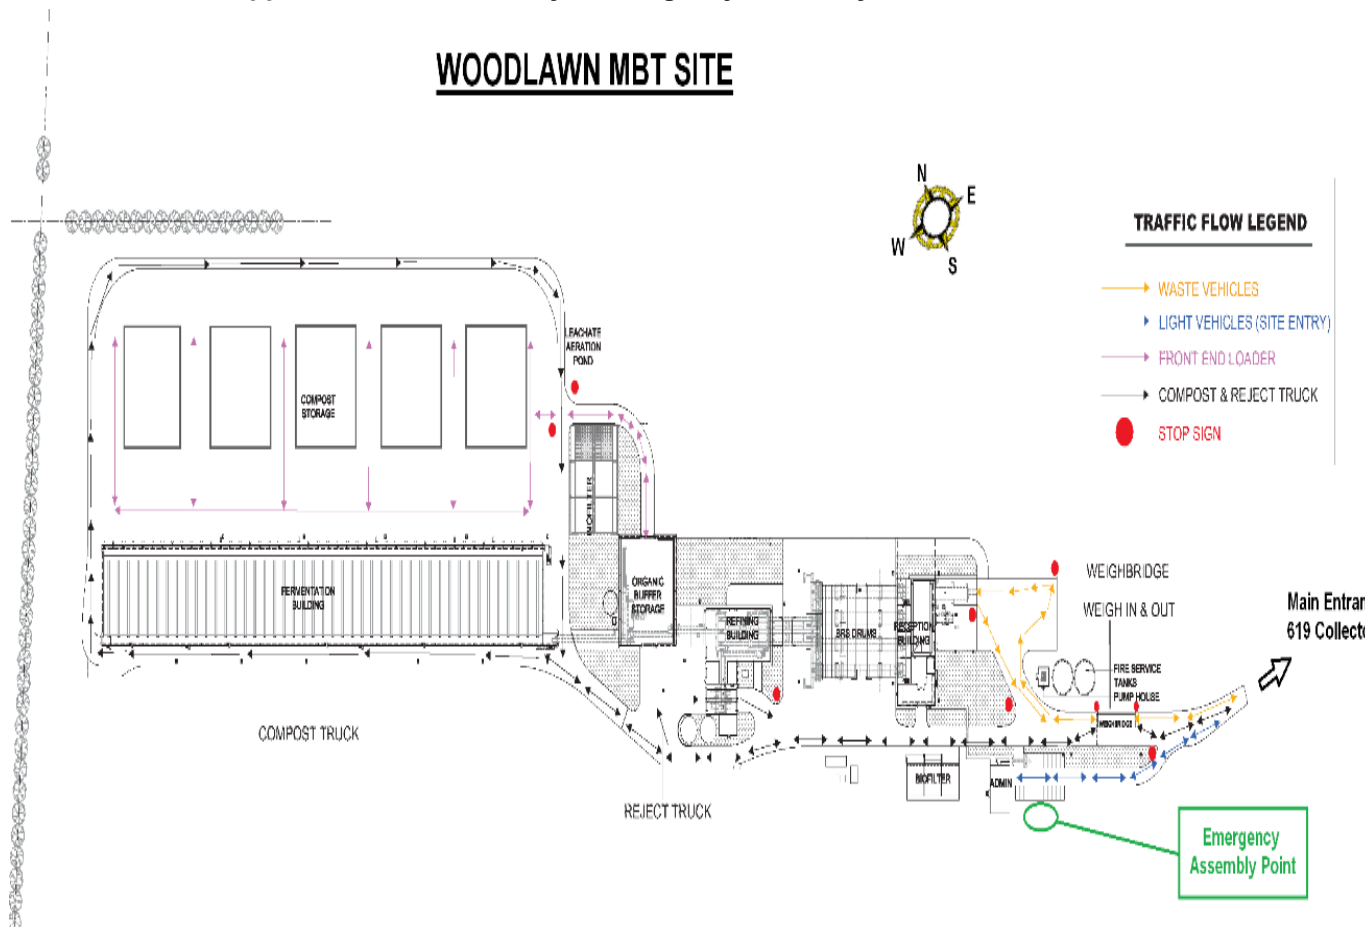 WOODLAWN MBT SITE
N
E
W
S
TRAFFIC FLOW LEGEND
WASTE VEHICLES
LIGHT VEHICLES (SITE ENTRY)
FRONT END LOADER
COMPOST & REJECT TRUCK
STOP SIGN
LEACHATE
AERATION
POND
COMPOST
STORAGE
BIOFILTER
FERMENTATION
BUILDING
ORGANIC
BUFFER
STORAGE
REFINING
BUILDING
BRS DRUMS
RECEPTION
BUILDING
WEIGHBRIDGE
WEIGH IN & OUT
Main Entran
619 Collecto
FIRE SERVICE
TANKS
PUMP HOUSE
WEIGHBRIDGE
COMPOST TRUCK
REJECT TRUCK
BIOFILTER
ADMIN
Emergency
Assembly Point